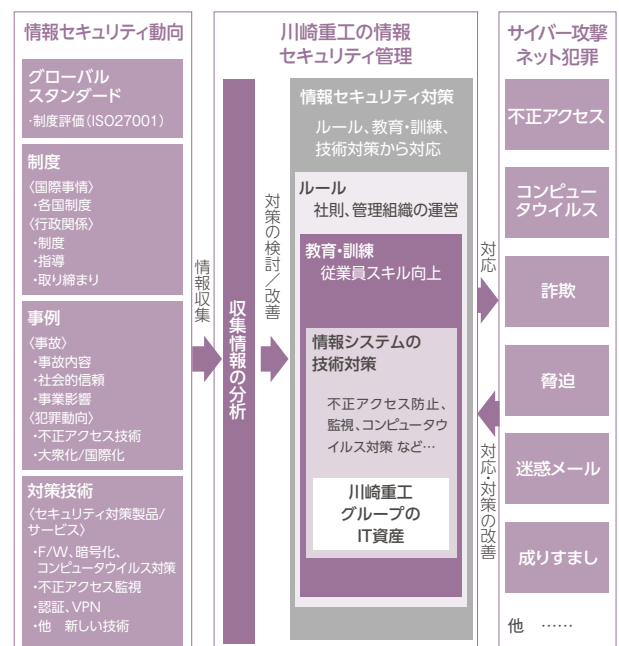 情報セキュリティ動向
グローバル
スタンダード
・制度評価(ISO27001)
制度
〈国際事情〉
・各国制度
〈行政関係〉
・制度
・指導
・取り締まり
事例
〈事故〉
・事故内容
・社会的信頼
・事業影響
〈犯罪動向〉
・不正アクセス技術
・大衆化/国際化
対策技術
〈セキュリティ対策製品/
サービス〉
・F/W、暗号化、
コンピュータウイルス対策
・不正アクセス監視
・認証、VPN
・他 新しい技術
情報収集
川崎重工の情報
セキュリティ管理
収集情報の分析
対策の検討／改善
情報セキュリティ対策
ルール、教育・訓練、
技術対策から対応
ルール
社則、管理組織の運営
教育・訓練
従業員スキル向上
情報システムの
技術対策
不正アクセス防止、
監視、コンピュータウ
イルス対策 など…
川崎重工
グループの
IT資産
対応
対応・対策の改善
サイバー攻撃
ネット犯罪
不正アクセス
コンピュー
タウイルス
詐欺
脅迫
迷惑メール
成りすまし
他 ……